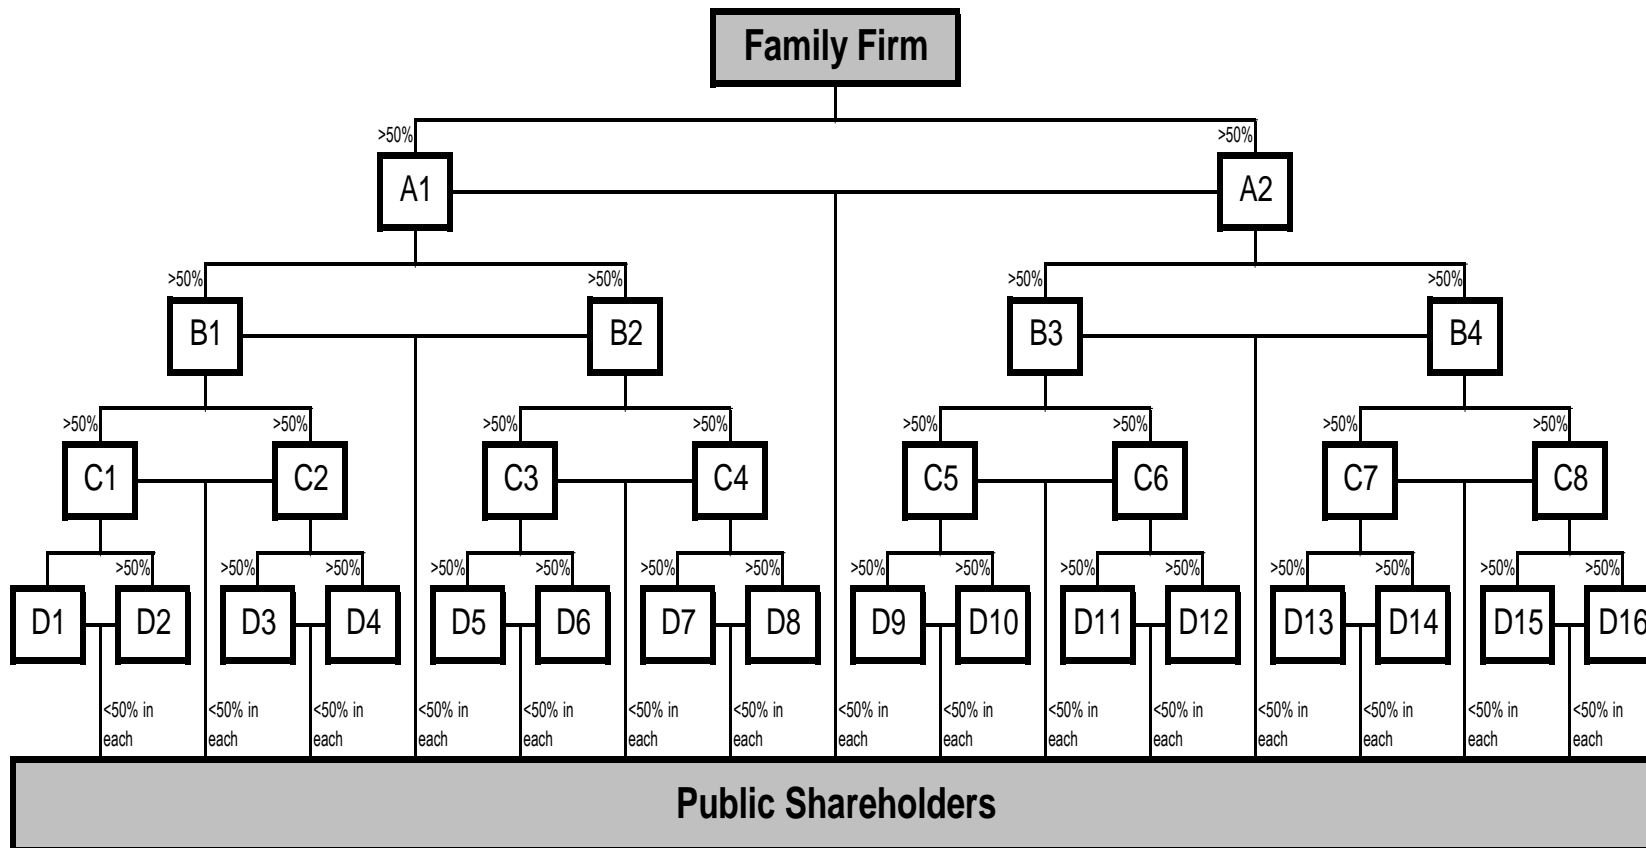 Family Firm
>50% >50%
A1 A2
>50% >50% >50% >50%
B1 B2 B3 B4
>50% >50% >50% >50% >50% >50% >50% >50%
C1 C2 C3 C4 C5 C6 C7 C8
>50% >50% >50% >50% >50% >50% >50% >50% >50% >50% >50% >50% >50% >50% >50%
D1 D2 D3 D4 D5 D6 D7 D8 D9 D10 D11 D12 D13 D14 D15 D16
<50% in <50% in <50% in <50% in <50% in <50% in <50% in <50% in <50% in <50% in <50% in <50% in <50% in <50% in <50% in
each each each each each each each each each each each each each each each
Public Shareholders